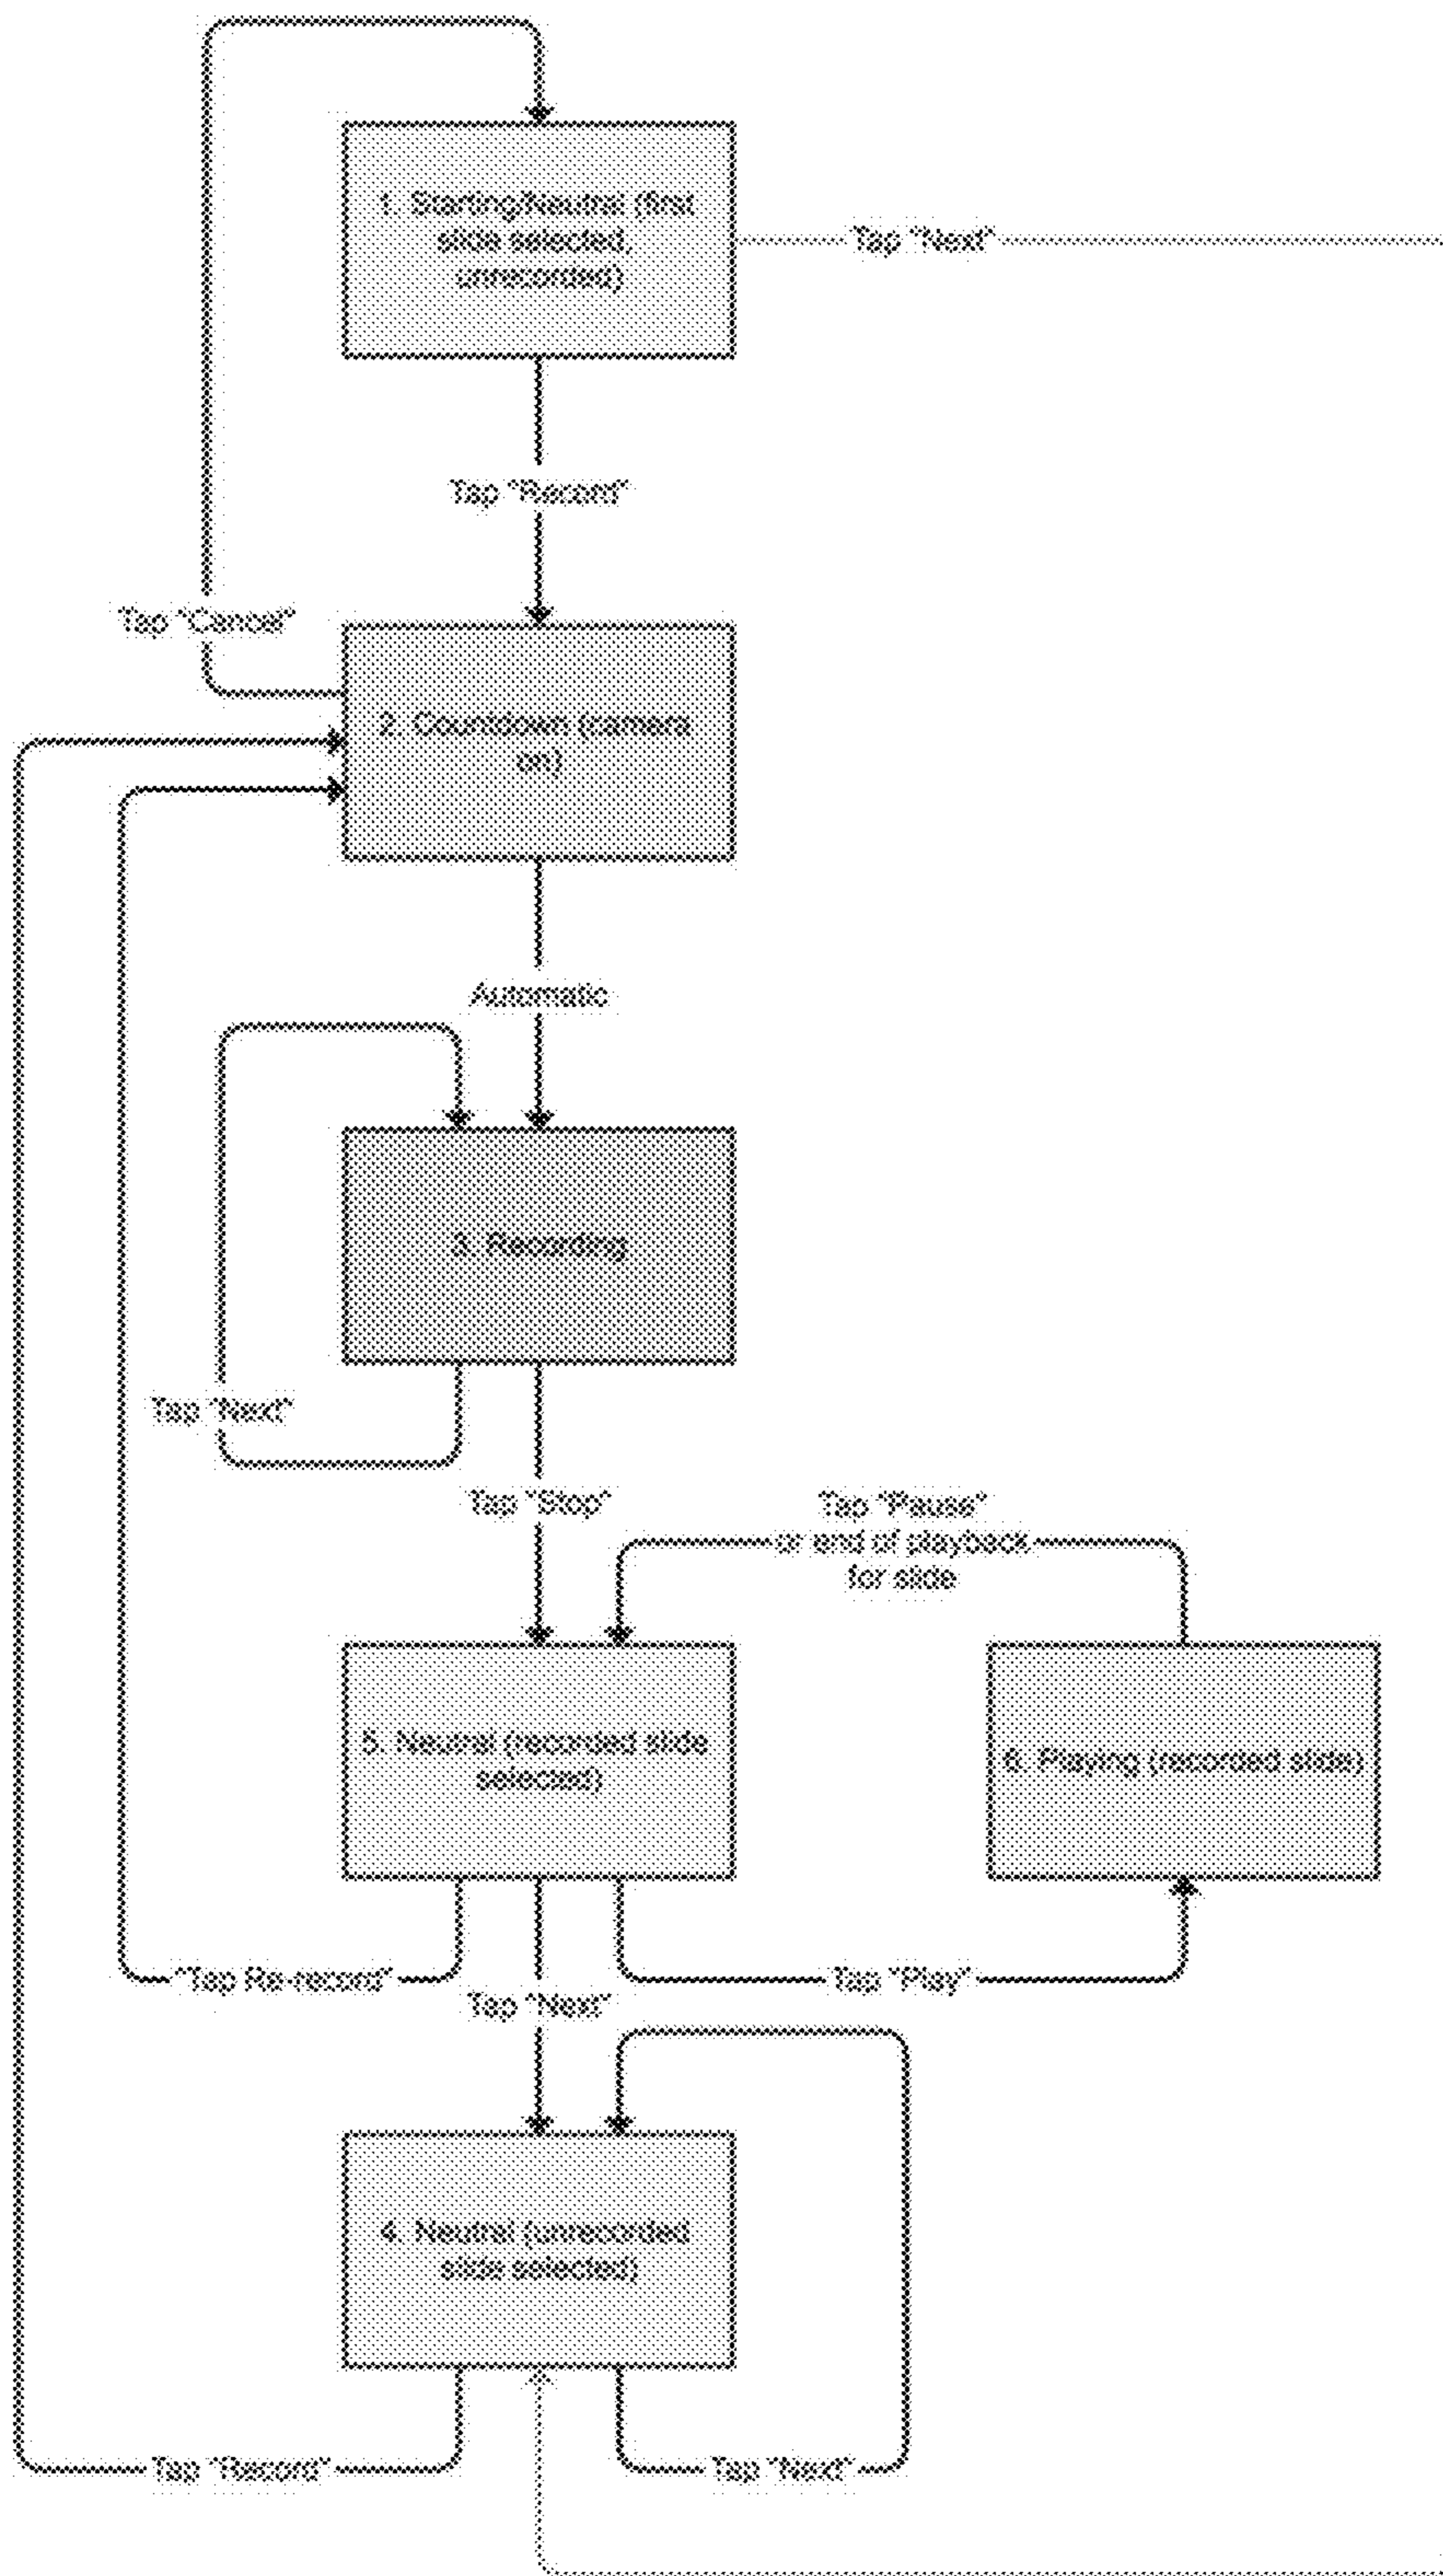 1. Starting/Neutral (first
slide selected,
unrecorded)
Tap "Next"
Tap "Record"
Tap "Cancel"
2. Countdown (camera
on)
Automatic
3. Recording
Tap "Next"
Tap "Stop"
Tap "Pause"
or end of playback
for slide
5. Neutral (recorded slide
selected)
6. Playing (recorded slide)
"Tap Re-record"
Tap "Play"
Tap "Next"
4. Neutral (unrecorded
slide selected)
Tap "Record"
Tap "Next"